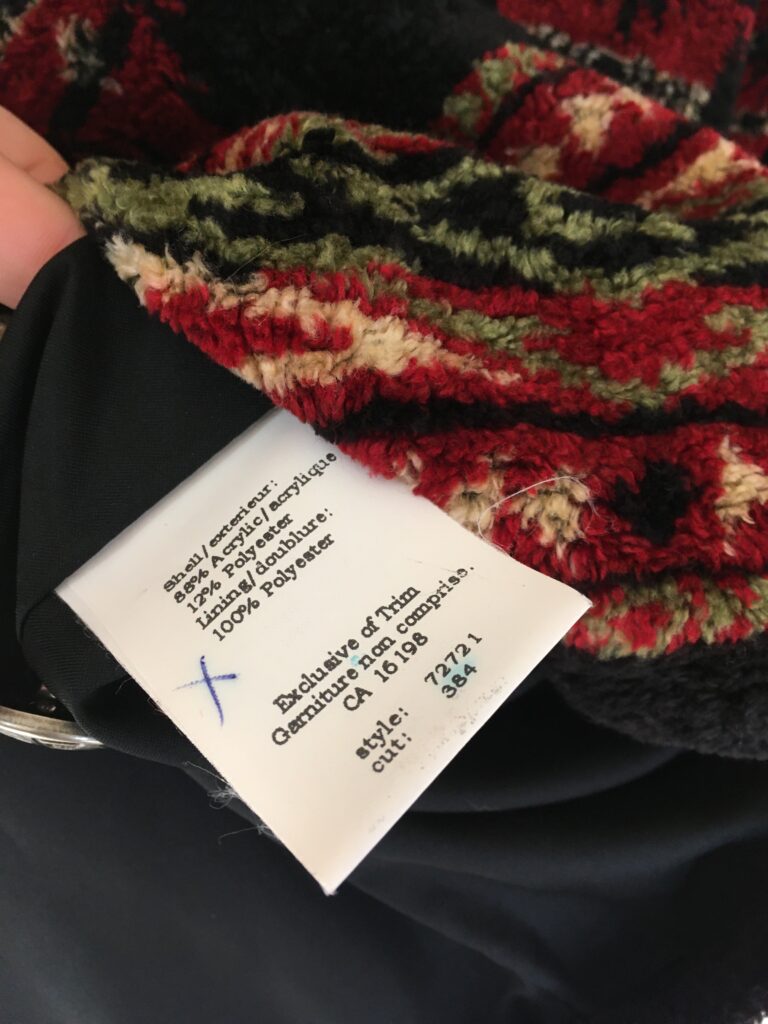 Shell/exterieur:
88% Acrylic/acrylique
12% Polyester
Lining/doublure:
100% Polyester
Exclusive of Trim
Garniture non comprise.
CA 16198
style: 72721
cut: 384